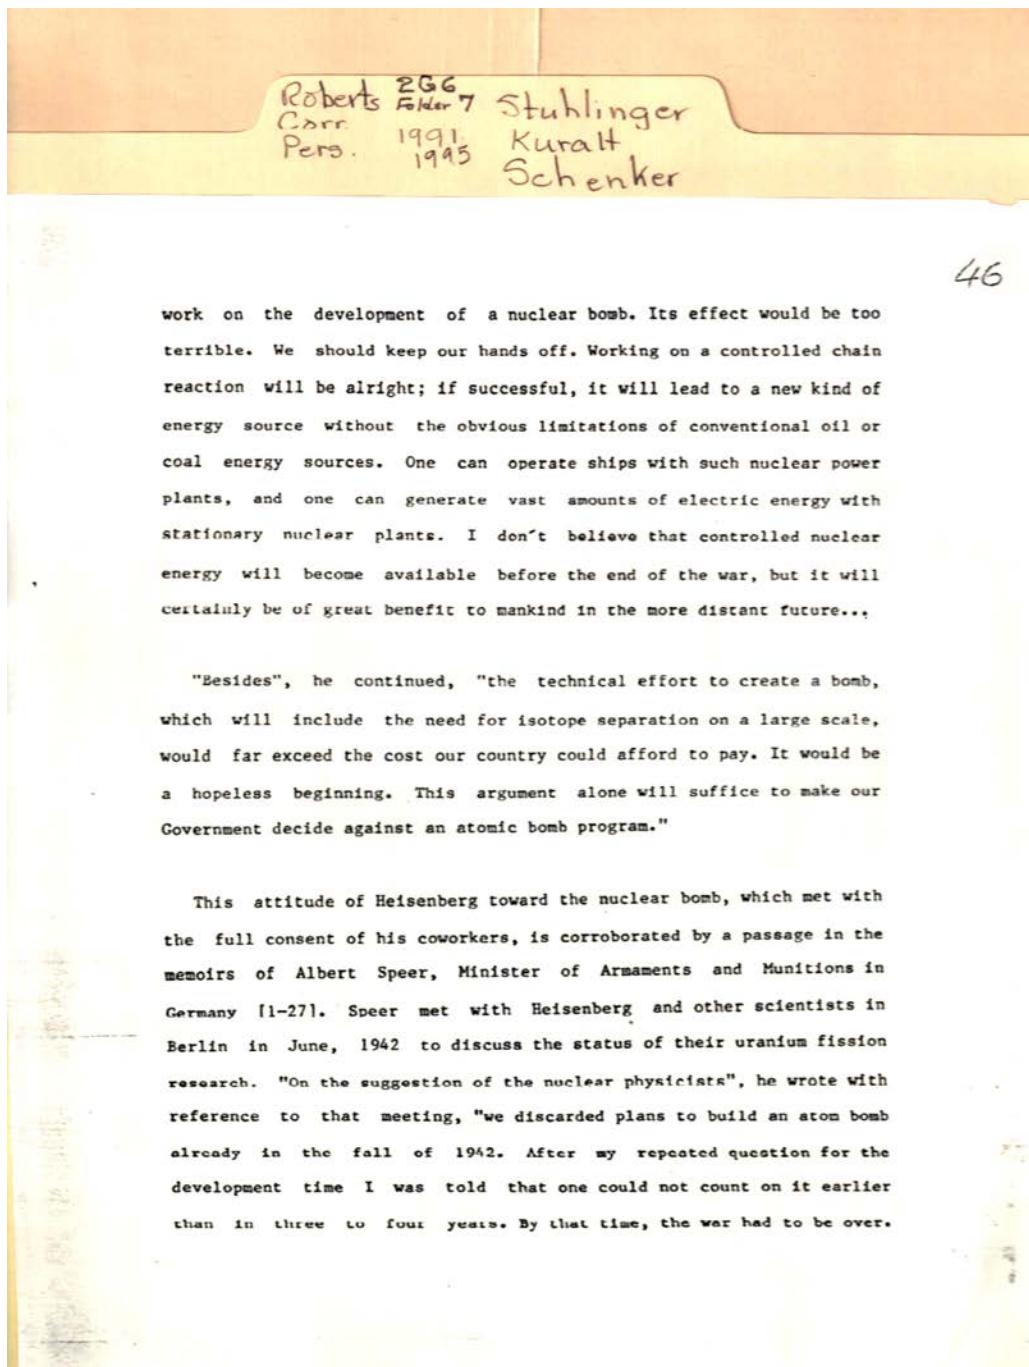 Roberts 2G6 Stuhlinger
Folder 7
Corr. 1991 Kuralt
Pers. 1995 Schenker
46
work on the development of a nuclear bomb. Its effect would be too
terrible. We should keep our hands off. Working on a controlled chain
reaction will be alright; if successful, it will lead to a new kind of
energy source without the obvious limitations of conventional oil or
coal energy sources. One can operate ships with such nuclear power
plants, and one can generate vast amounts of electric energy with
stationary nuclear plants. I don't believe that controlled nuclear
energy will become available before the end of the war, but it will
certainly be of great benefit to mankind in the more distant future...
"Besides", he continued, "the technical effort to create a bomb,
which will include the need for isotope separation on a large scale,
would far exceed the cost our country could afford to pay. It would be
a hopeless beginning. This argument alone will suffice to make our
Government decide against an atomic bomb program."
This attitude of Heisenberg toward the nuclear bomb, which met with
the full consent of his coworkers, is corroborated by a passage in the
memoirs of Albert Speer, Minister of Armaments and Munitions in
Germany [1-27]. Speer met with Heisenberg and other scientists in
Berlin in June, 1942 to discuss the status of their uranium fission
research. "On the suggestion of the nuclear physicists", he wrote with
reference to that meeting, "we discarded plans to build an atom bomb
already in the fall of 1942. After my repeated question for the
development time I was told that one could not count on it earlier
than in three to four years. By that time, the war had to be over.